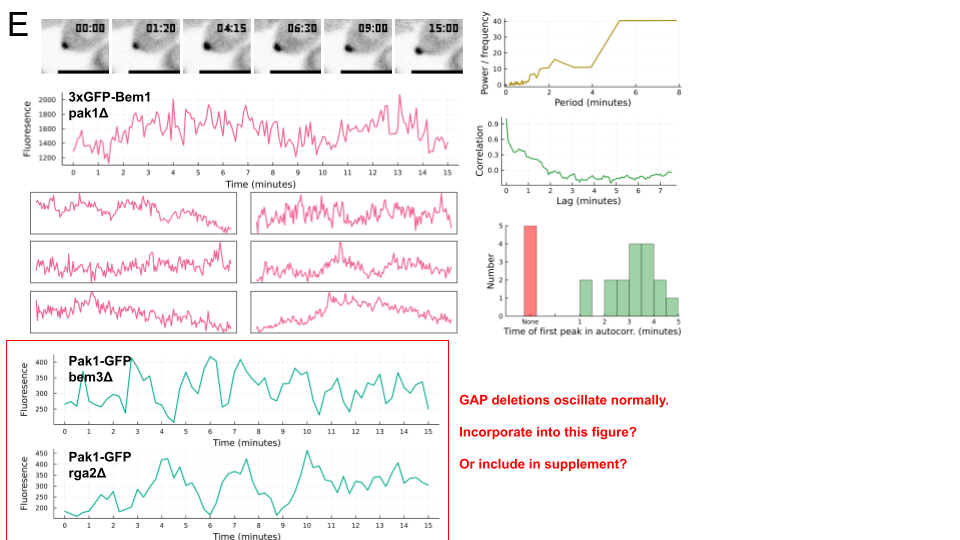 E
00:00 01:20 04:15 06:30 09:00 15:00
3xGFP-Bem1
pak1Δ
Fluoresence
2000
1800
1600
1400
1200
0 1 2 3 4 5 6 7 8 9 10 11 12 13 14 15
Time (minutes)
Power / frequency
40
30
20
10
0
0 2 4 6 8
Period (minutes)
Correlation
0.9
0.6
0.3
0.0
0 1 2 3 4 5 6 7
Lag (minutes)
Number
5
4
3
2
1
0
None 1 2 3 4 5
Time of first peak in autocorr. (minutes)
Pak1-GFP
bem3Δ
Fluoresence
400
350
300
250
0 1 2 3 4 5 6 7 8 9 10 11 12 13 14 15
Time (minutes)
Pak1-GFP
rga2Δ
Fluoresence
450
400
350
300
250
200
0 1 2 3 4 5 6 7 8 9 10 11 12 13 14 15
Time (minutes)
GAP deletions oscillate normally.
Incorporate into this figure?
Or include in supplement?